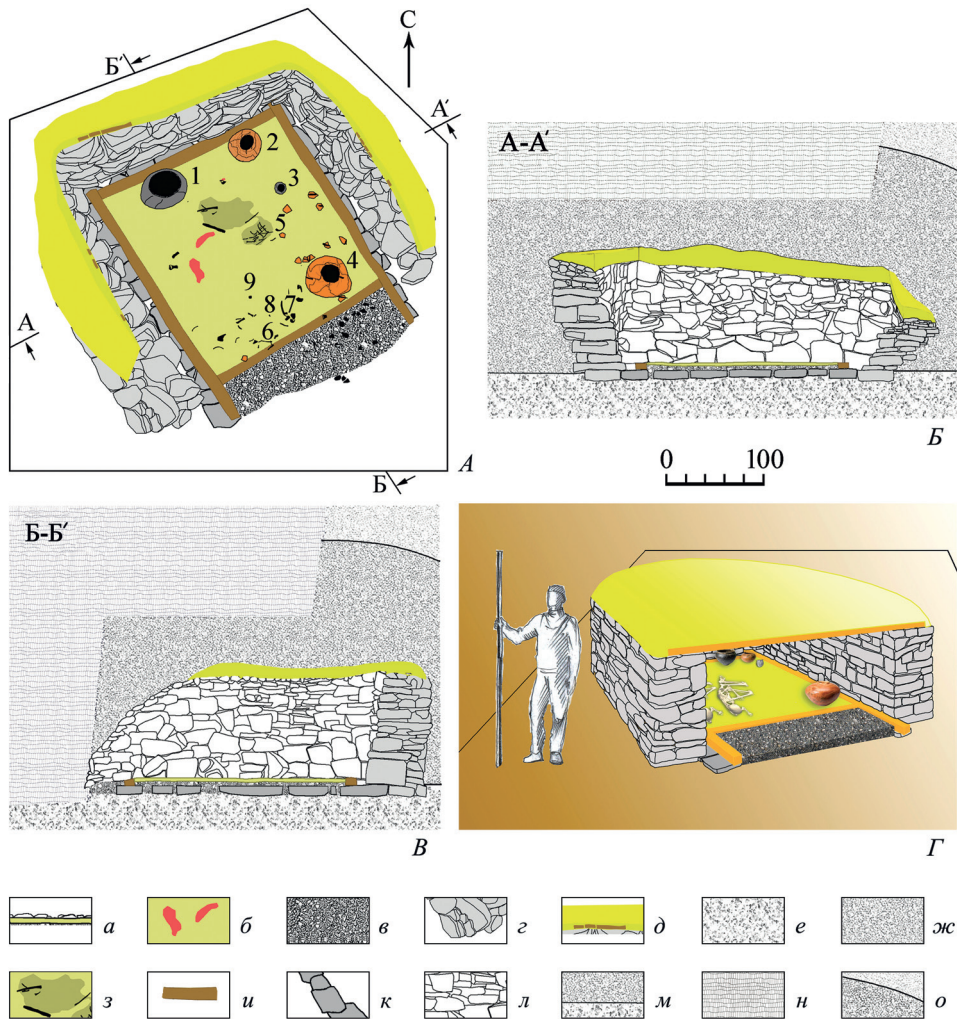 С
Б′
А′
2
1
3
5
4
9
8
7
6
А
Б
А
А-А′
Б
0 100
Б-Б′
В
Г
а б в г д е ж
з и к л м н о